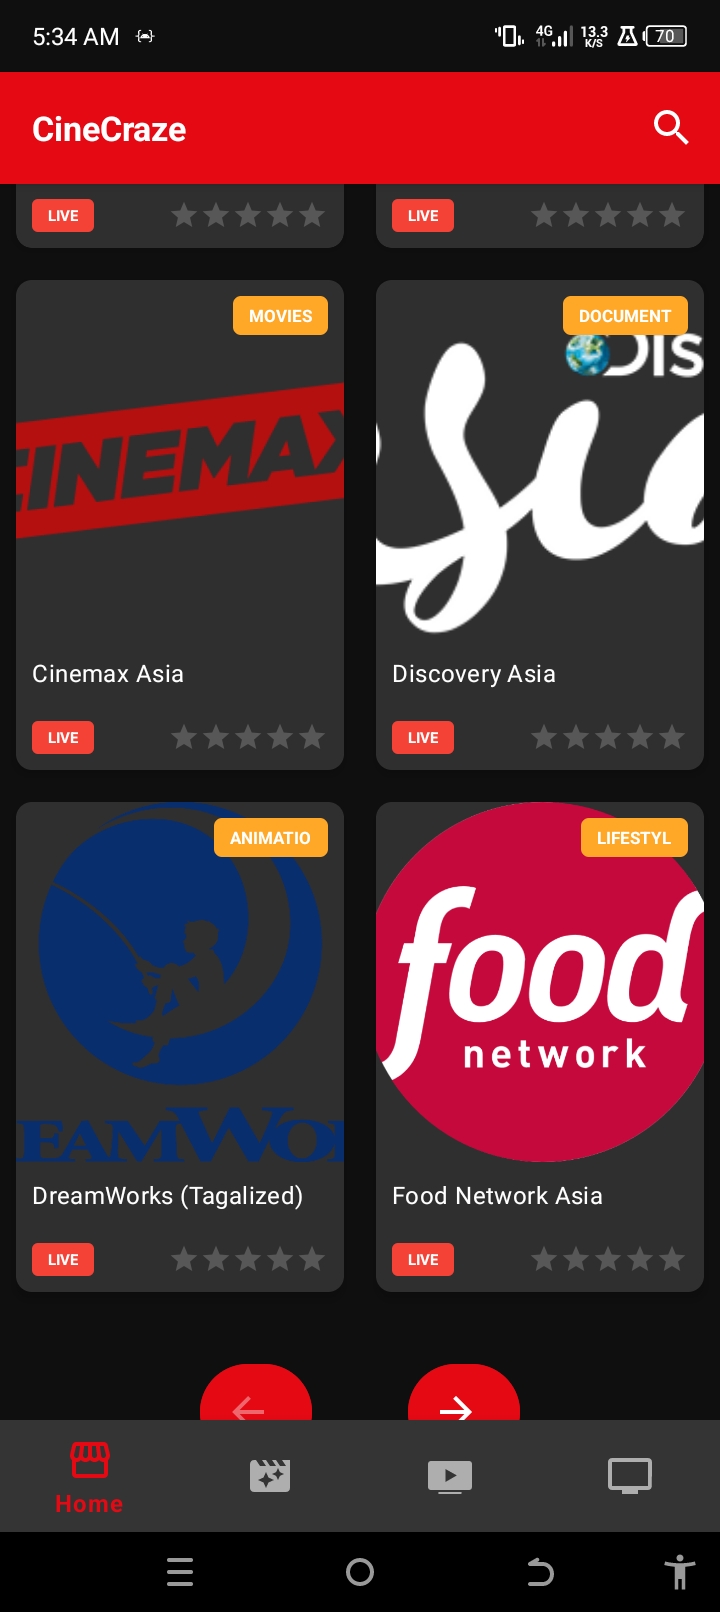 5:34 AM
4G
13.3
K/S
70
CineCraze
LIVE
LIVE
MOVIES
DOCUMENT
DIS
CINEMAX
Asia
Cinemax Asia
Discovery Asia
LIVE
LIVE
ANIMATIO
LIFESTYL
food
network
EAMWO
DreamWorks (Tagalized)
Food Network Asia
LIVE
LIVE
Home